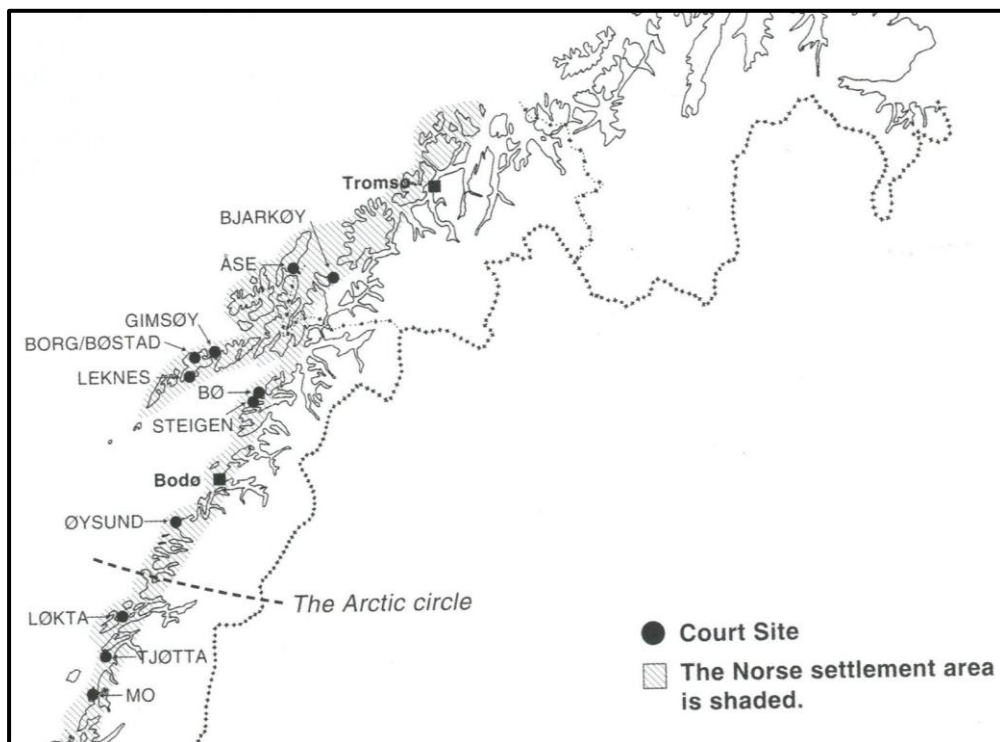 Tromsø
BJARKØY
ÅSE
GIMSØY
BORG/BØSTAD
LEKNES
BØ
STEIGEN
Bodø
ØYSUND
The Arctic circle
LØKTA
TJØTTA
MO
Court Site
The Norse settlement area
is shaded.